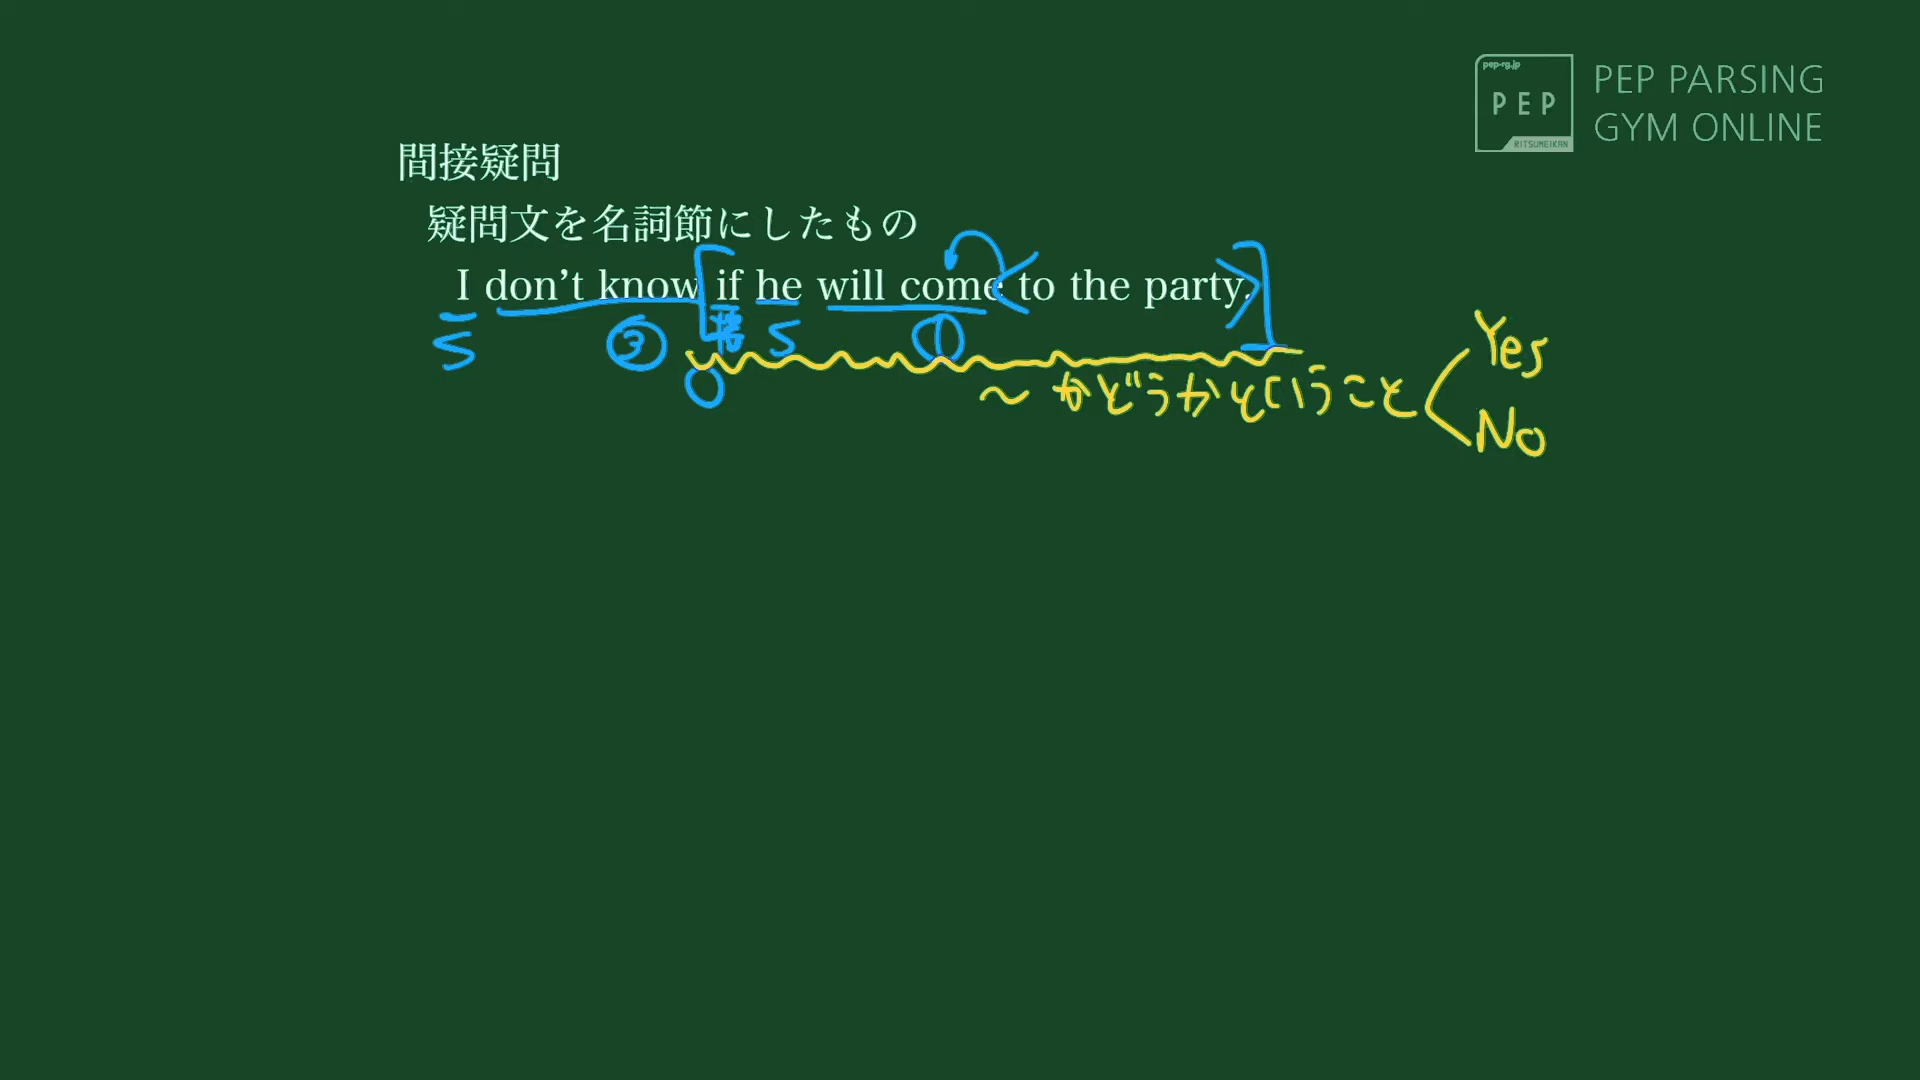 pep-rg.jp
PEP
RITSUMEIKAN
PEP PARSING
GYM ONLINE
間接疑問
疑問文を名詞節にしたもの
I don't know if he will come to the party.
S ③ 接 S ①
O
～かどうかということ
Yes
No